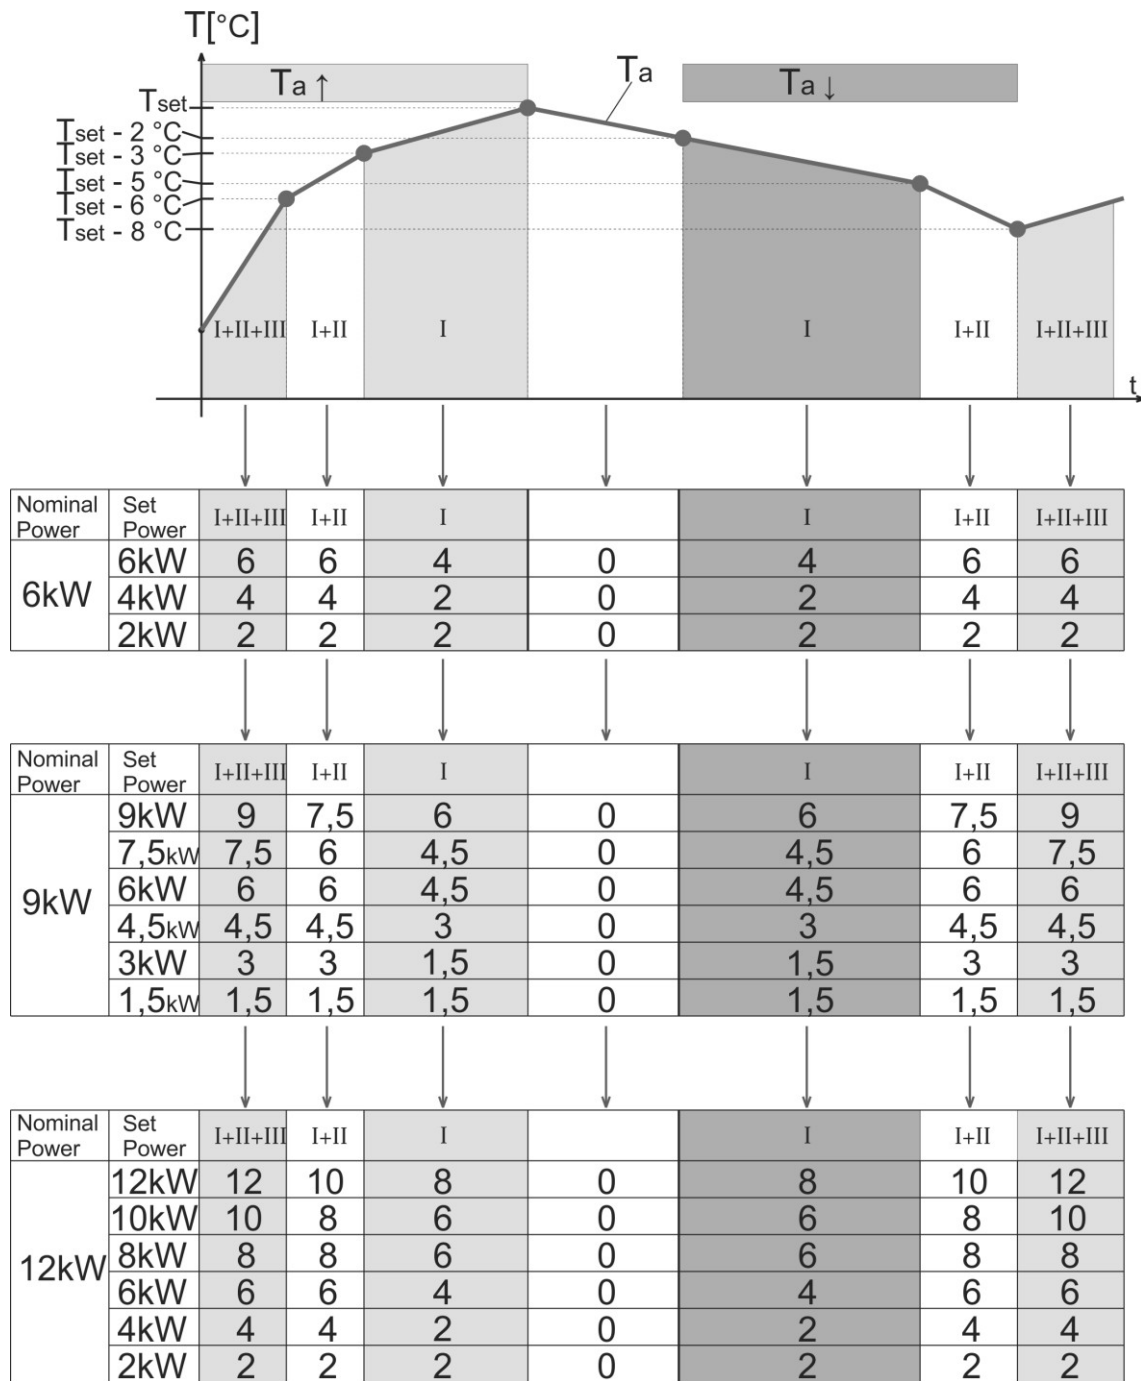 T[°C]
Ta ↑
Ta
Ta ↓
Tset
Tset - 2 °C
Tset - 3 °C
Tset - 5 °C
Tset - 6 °C
Tset - 8 °C
I+II+III I+II I I I+II I+II+III
t
Nominal Power Set Power I+II+III I+II I I I+II I+II+III
6kW
6kW 6 6 4 0 4 6 6
4kW 4 4 2 0 2 4 4
2kW 2 2 2 0 2 2 2
Nominal Power Set Power I+II+III I+II I I I+II I+II+III
9kW
9kW 9 7,5 6 0 6 7,5 9
7,5kW 7,5 6 4,5 0 4,5 6 7,5
6kW 6 6 4,5 0 4,5 6 6
4,5kW 4,5 4,5 3 0 3 4,5 4,5
3kW 3 3 1,5 0 1,5 3 3
1,5kW 1,5 1,5 1,5 0 1,5 1,5 1,5
Nominal Power Set Power I+II+III I+II I I I+II I+II+III
12kW
12kW 12 10 8 0 8 10 12
10kW 10 8 6 0 6 8 10
8kW 8 8 6 0 6 8 8
6kW 6 6 4 0 4 6 6
4kW 4 4 2 0 2 4 4
2kW 2 2 2 0 2 2 2